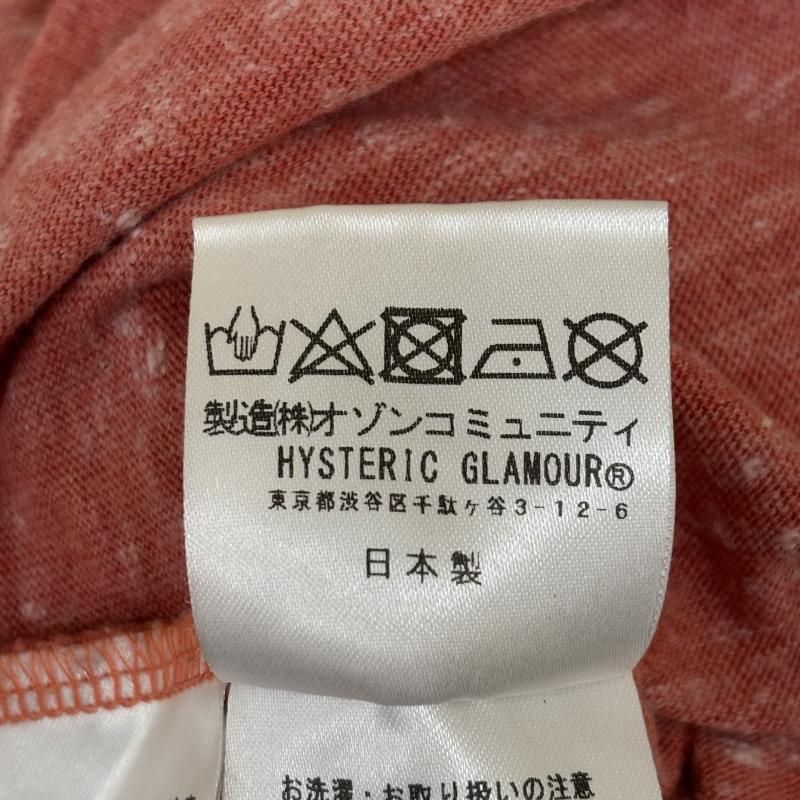 製造(株)オゾンコミュニティ
HYSTERIC GLAMOUR®
東京都渋谷区千駄ヶ谷3-12-6
日本製
お洗濯・お取り扱いの注意